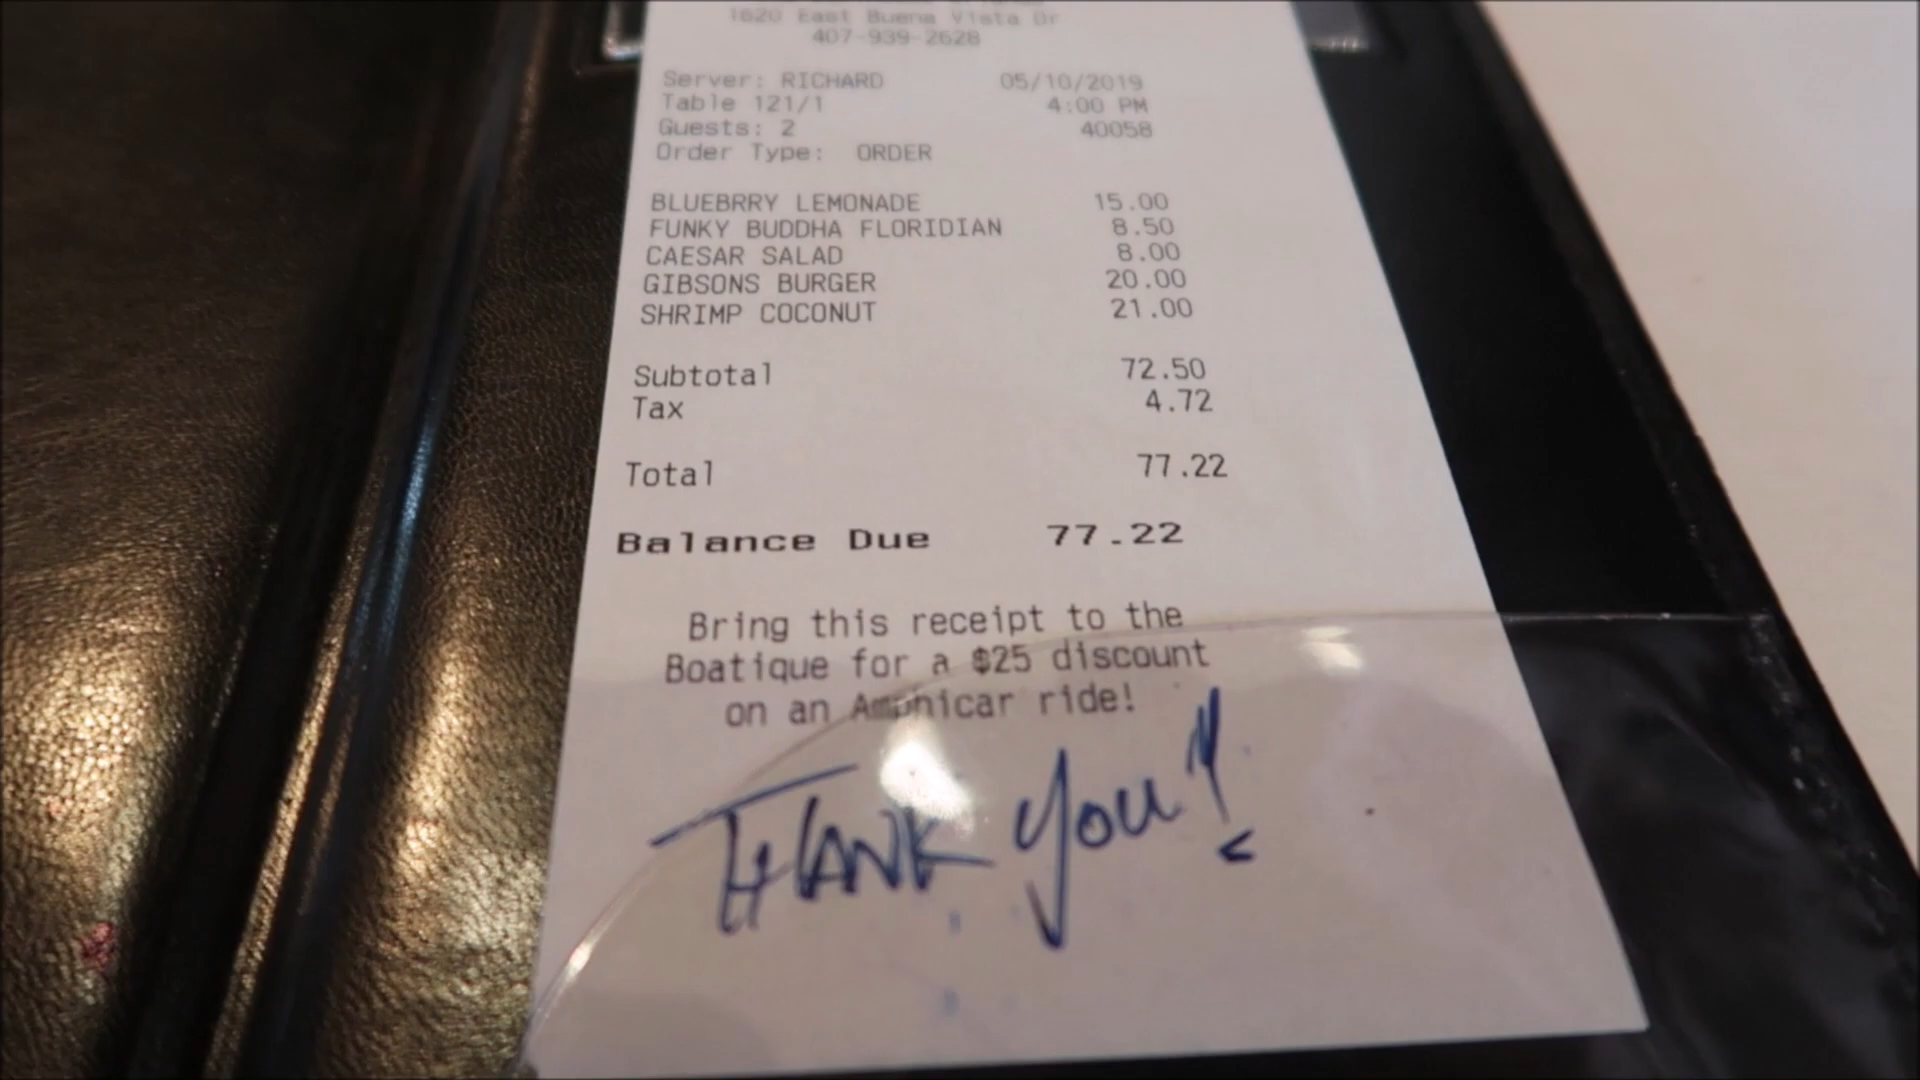 1620 East Buena Vista Dr
407-939-2628
Server: RICHARD 05/10/2019
Table 121/1 4:00 PM
Guests: 2 40058
Order Type: ORDER
BLUEBRRY LEMONADE 15.00
FUNKY BUDDHA FLORIDIAN 8.50
CAESAR SALAD 8.00
GIBSONS BURGER 20.00
SHRIMP COCONUT 21.00
Subtotal 72.50
Tax 4.72
Total 77.22
Balance Due 77.22
Bring this receipt to the
Boatique for a $25 discount
on an Amphicar ride!
THANK YOU!